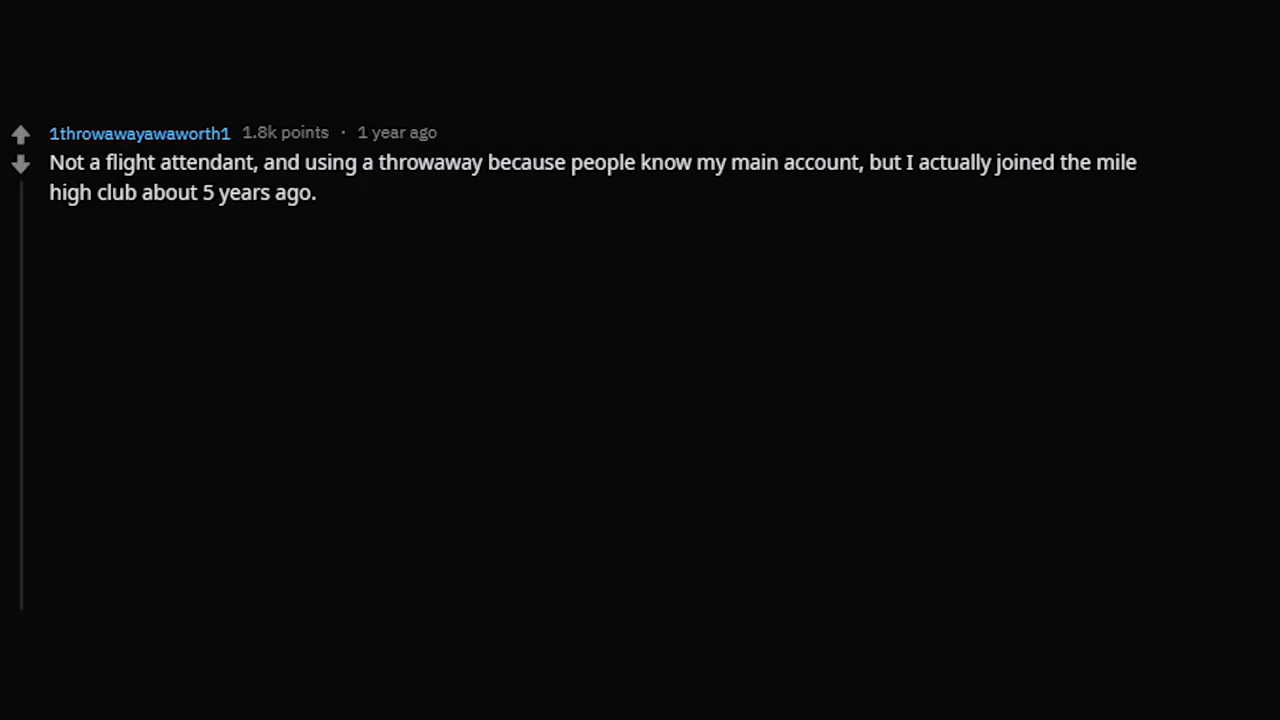 1throwawayawaworth1 1.8k points · 1 year ago
Not a flight attendant, and using a throwaway because people know my main account, but I actually joined the mile
high club about 5 years ago.